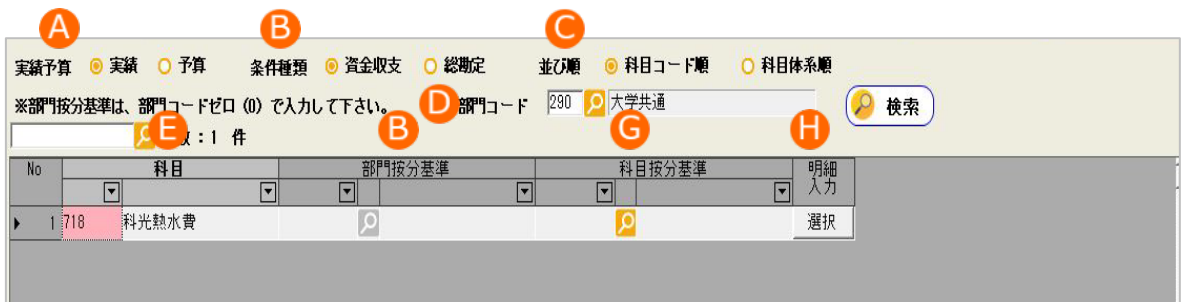 A B C
実績予算 実績 予算 条件種類 資金収支 総勘定 並び順 科目コード順 科目体系順
※部門按分基準は、部門コードゼロ (0) で入力して下さい。 D 部門コード 290 大学共通 検索
E 数:1 件 B G H
No 科目 部門按分基準 科目按分基準 明細
入力
1 718 科光熱水費 選択